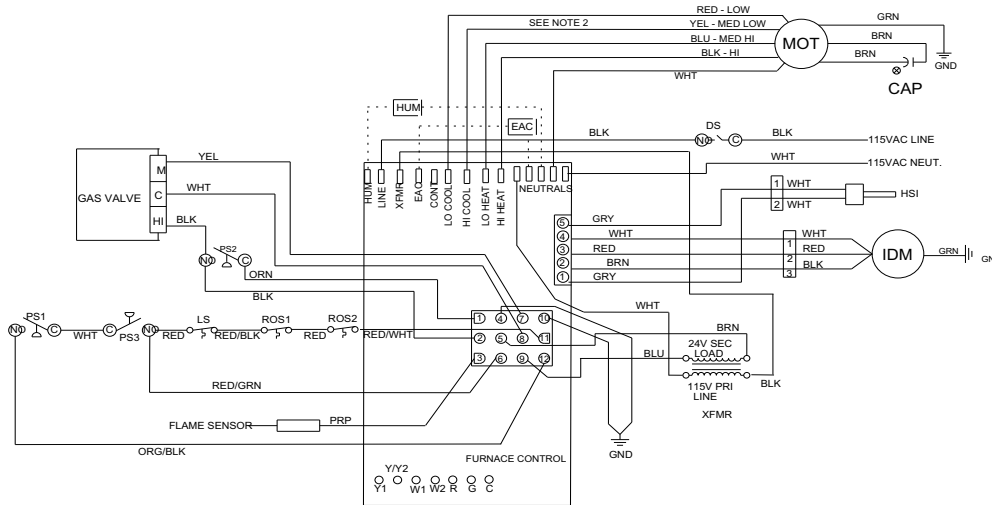 RED - LOW
SEE NOTE 2
YEL - MED LOW
BLU - MED HI
BLK - HI
WHT
MOT
GRN
BRN
BRN
GND
CAP
HUM
EAC
BLK
NO
DS
C
BLK
115VAC LINE
WHT
115VAC NEUT.
GAS VALVE
M
C
HI
YEL
WHT
BLK
HUM
LINE
XFMR
EAC
CONT
LO COOL
HI COOL
LO HEAT
HI HEAT
NEUTRALS
1 WHT
2 WHT
HSI
5 GRY
4 WHT
3 RED
2 BRN
1 GRY
1 WHT
2 RED
3 BLK
IDM
GRN
GN
NO
PS2
C
ORN
BLK
NO
PS1
C
WHT
C
PS3
NO
RED
LS
RED/BLK
ROS1
RED
ROS2
RED/WHT
1 4 7 10
2 5 8 11
3 6 9 12
WHT
BRN
BLU
24V SEC
LOAD
115V PRI
LINE
BLK
XFMR
RED/GRN
FLAME SENSOR
PRP
ORG/BLK
GND
FURNACE CONTROL
Y1
Y/Y2
W1
W2
R
G
C